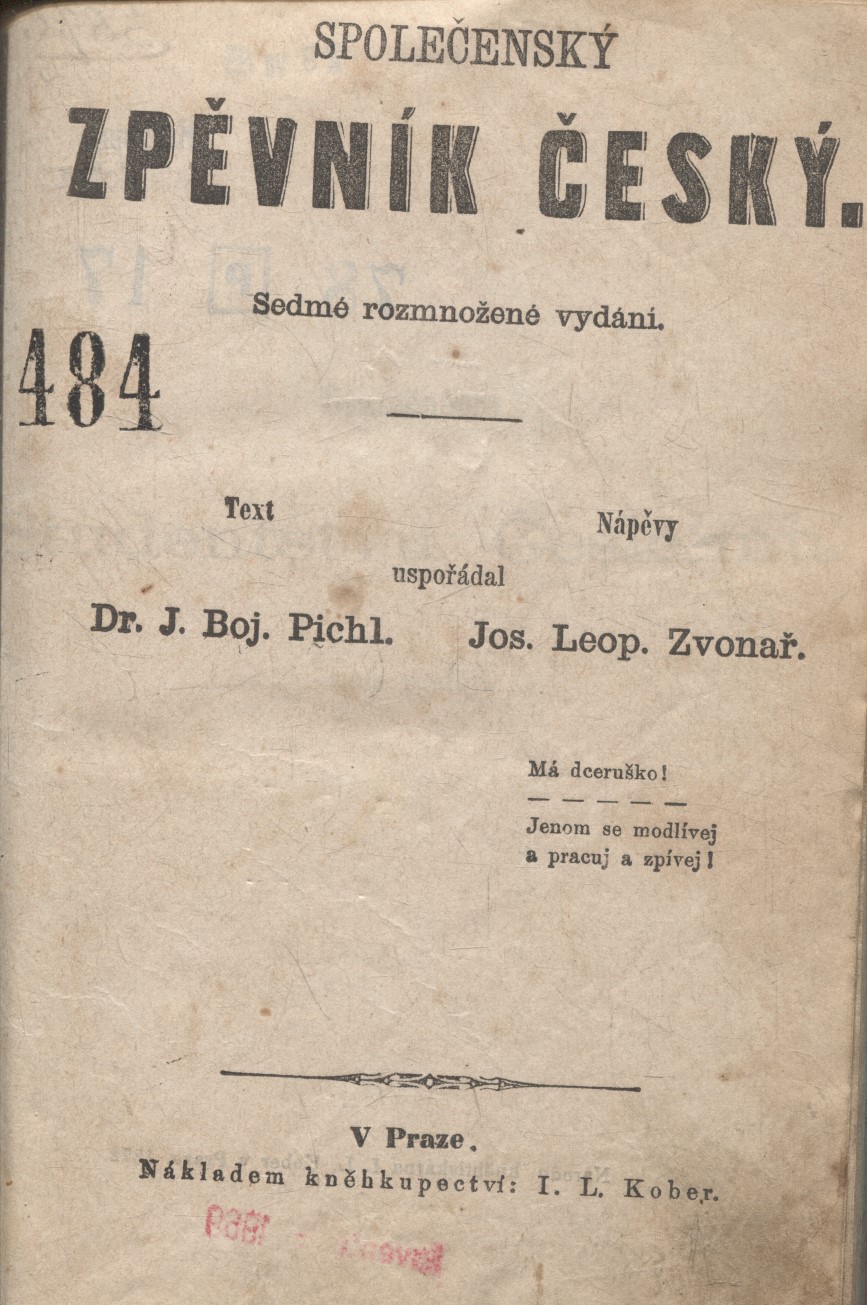 SPOLEČENSKÝ
ZPĚVNÍK ČESKÝ.
Sedmé rozmnožené vydání.
484
Text
Nápěvy
uspořádal
Dr. J. Boj. Pichl.
Jos. Leop. Zvonař.
Má dceruško!
— — — — —
Jenom se modlívej
a pracuj a zpívej!
V Praze.
Nákladem kněhkupectví: I. L. Kober.